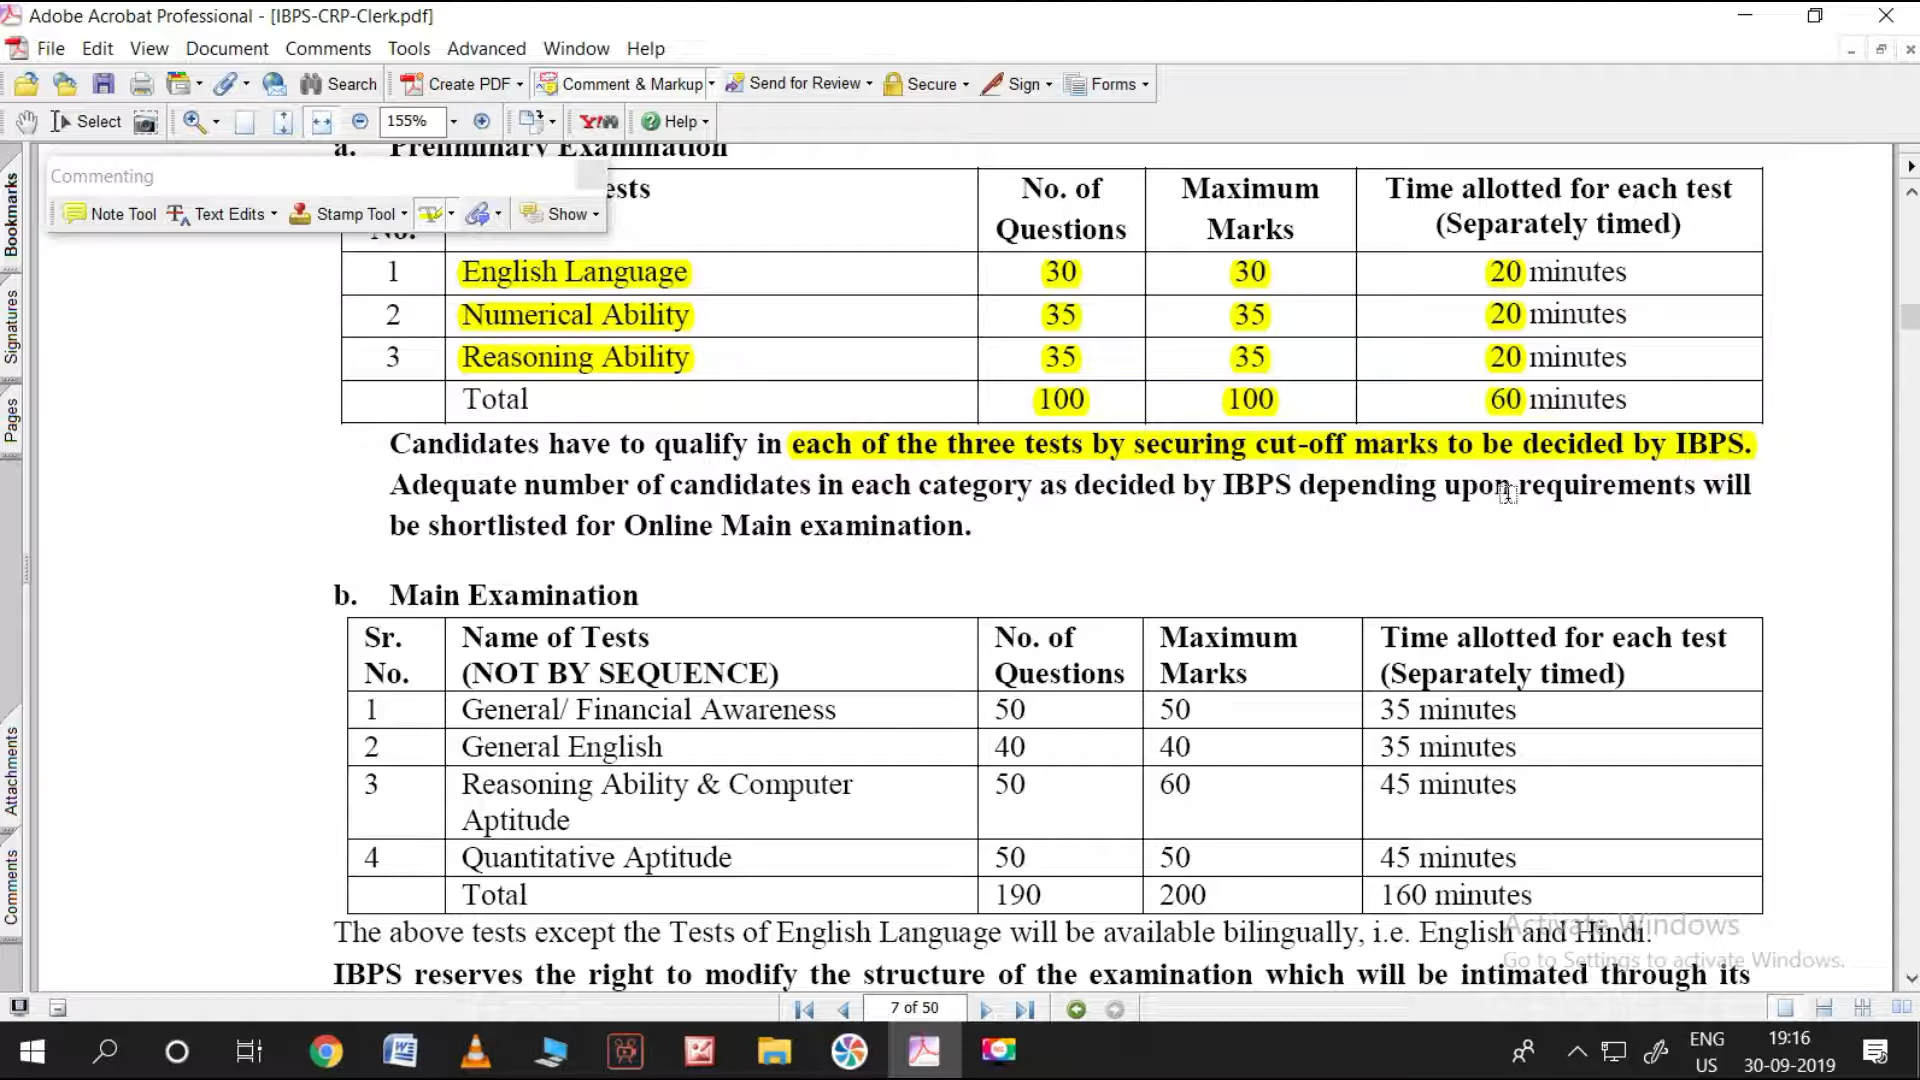 Adobe Acrobat Professional - [IBPS-CRP-Clerk.pdf]
File Edit View Document Comments Tools Advanced Window Help
Search Create PDF Comment & Markup Send for Review Secure Sign Forms
Select 155% Help
a. Preliminary Examination
Commenting
Note Tool Text Edits Stamp Tool Show
Bookmarks
Signatures
Pages
Attachments
Comments
ests No. of Questions Maximum Marks Time allotted for each test (Separately timed)
No.
1 English Language 30 30 20 minutes
2 Numerical Ability 35 35 20 minutes
3 Reasoning Ability 35 35 20 minutes
Total 100 100 60 minutes
Candidates have to qualify in each of the three tests by securing cut-off marks to be decided by IBPS.
Adequate number of candidates in each category as decided by IBPS depending upon requirements will
be shortlisted for Online Main examination.
b. Main Examination
Sr. Name of Tests No. of Maximum Time allotted for each test
No. (NOT BY SEQUENCE) Questions Marks (Separately timed)
1 General/ Financial Awareness 50 50 35 minutes
2 General English 40 40 35 minutes
3 Reasoning Ability & Computer 50 60 45 minutes
Aptitude
4 Quantitative Aptitude 50 50 45 minutes
Total 190 200 160 minutes
The above tests except the Tests of English Language will be available bilingually, i.e. English and Hindi.
IBPS reserves the right to modify the structure of the examination which will be intimated through its
Activate Windows
Go to Settings to activate Windows.
7 of 50
ENG
US
19:16
30-09-2019